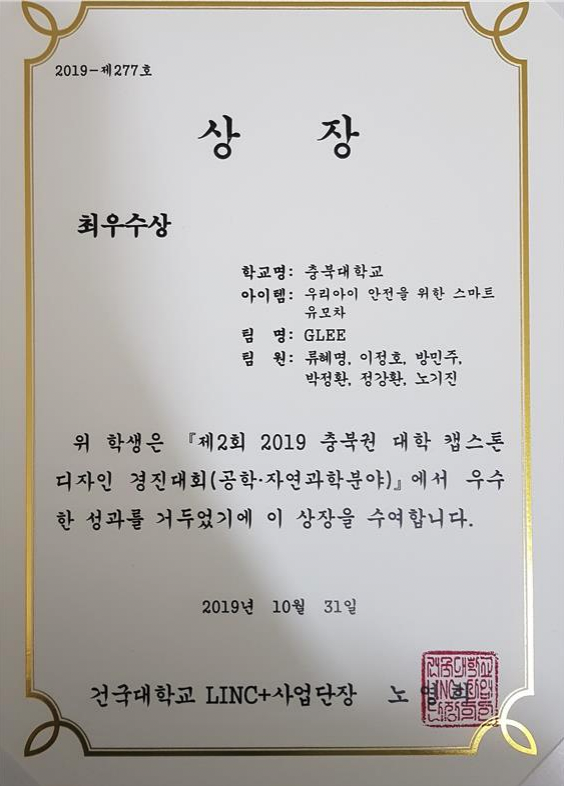 2019-제277호
상 장
최우수상
학교명: 충북대학교
아이템: 우리아이 안전을 위한 스마트
유모차
팀 명: GLEE
팀 원: 류혜명, 이정호, 방민주,
박정환, 정강환, 노기진
위 학생은 『제2회 2019 충북권 대학 캡스톤
디자인 경진대회(공학·자연과학분야)』에서 우수
한 성과를 거두었기에 이 상장을 수여합니다.
2019년 10월 31일
건국대학교 LINC+사업단장 노 열 희